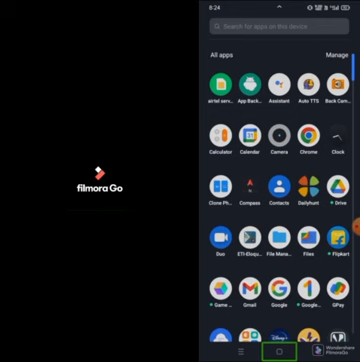 filmora Go
8:24
Search for apps on this device
All apps
Manage
airtel serv...
App Back...
Assistant
Auto TTS
Back Cam...
Calculator
Calendar
Camera
Chrome
Clock
Clone Ph...
Compass
Contacts
Dailyhunt
Drive
Duo
ETI-Eloqu...
File Mana...
Files
Flipkart
Game ...
Gmail
Google
Google...
GPay
Wondershare
FilmoraGo